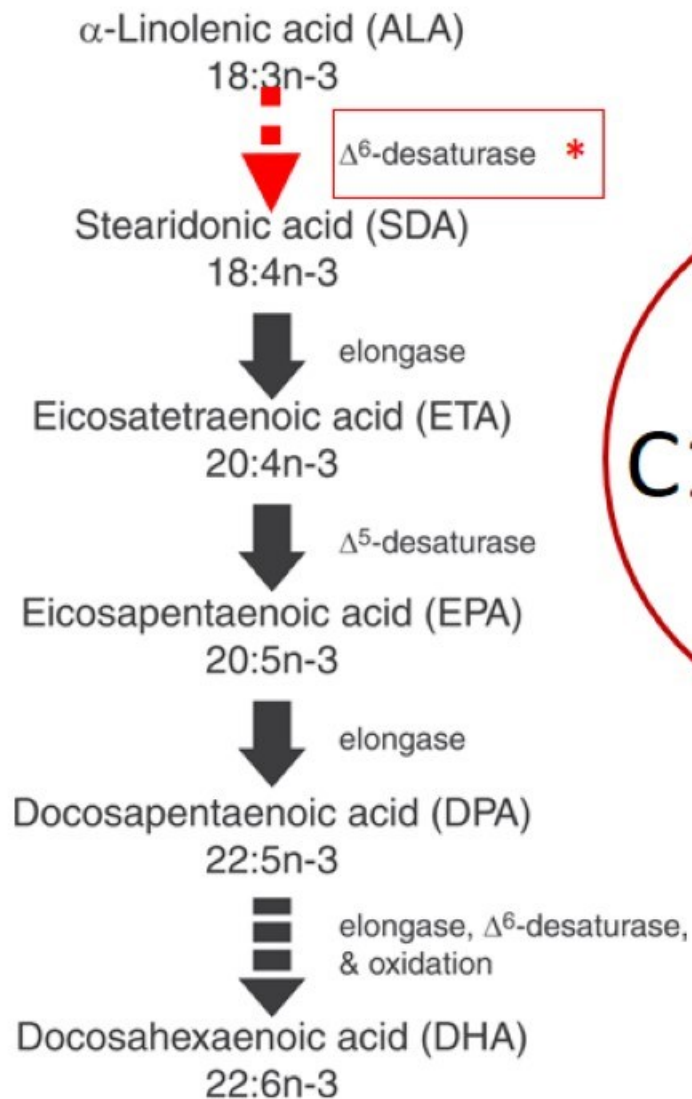 α-Linolenic acid (ALA)
18:3n-3
Δ⁶-desaturase *
Stearidonic acid (SDA)
18:4n-3
elongase
Eicosatetraenoic acid (ETA)
20:4n-3
Δ⁵-desaturase
Eicosapentaenoic acid (EPA)
20:5n-3
elongase
Docosapentaenoic acid (DPA)
22:5n-3
elongase, Δ⁶-desaturase,
& oxidation
Docosahexaenoic acid (DHA)
22:6n-3